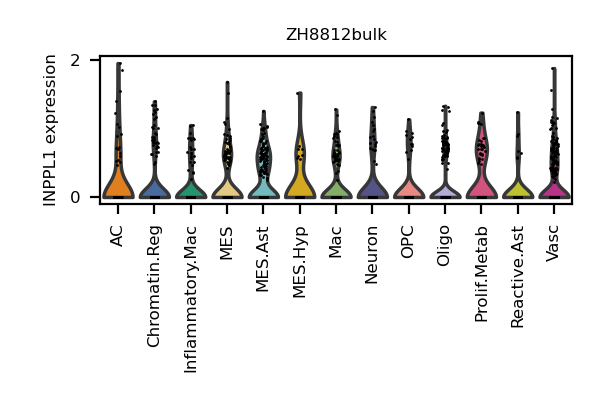 ZH8812bulk
INPPL1 expression
2
0
AC
Chromatin.Reg
Inflammatory.Mac
MES
MES.Ast
MES.Hyp
Mac
Neuron
OPC
Oligo
Prolif.Metab
Reactive.Ast
Vasc